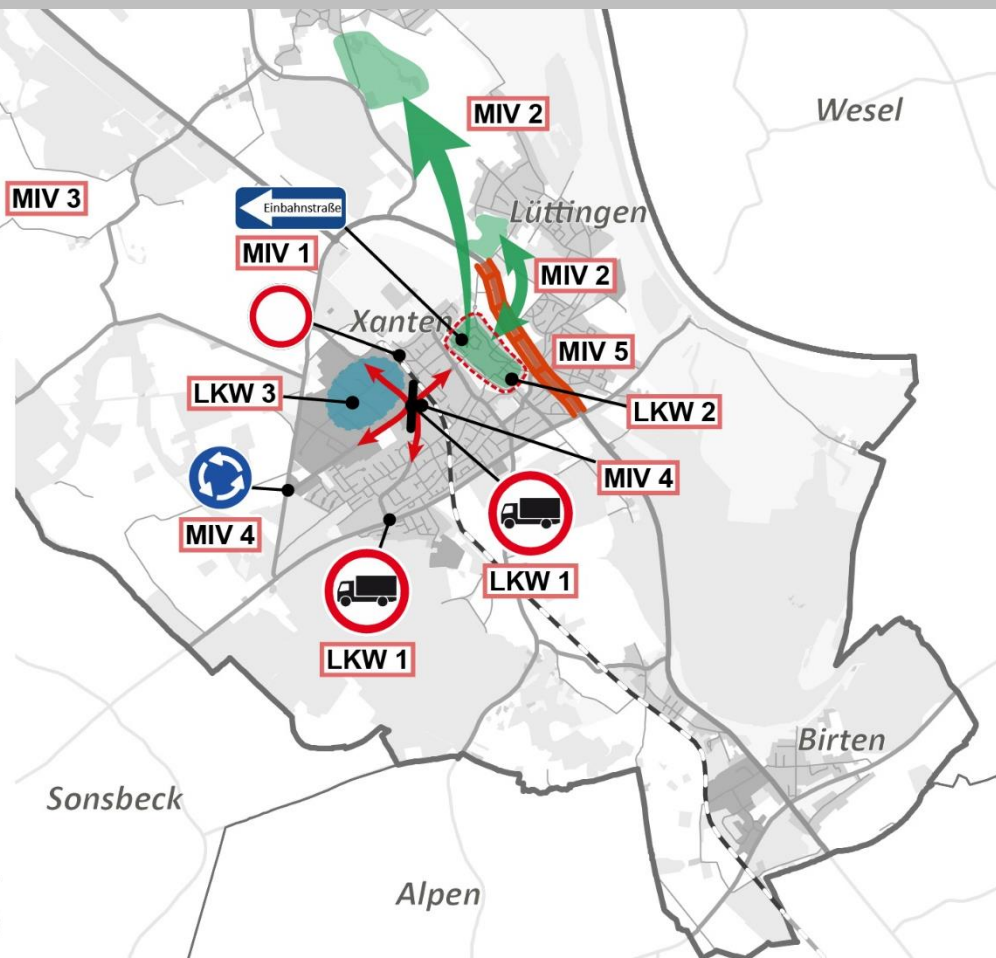 MIV 2
Wesel
MIV 3
Einbahnstraße
Lüttingen
MIV 1
MIV 2
Xanten
MIV 5
LKW 3
LKW 2
MIV 4
MIV 4
LKW 1
LKW 1
Birten
Sonsbeck
Alpen